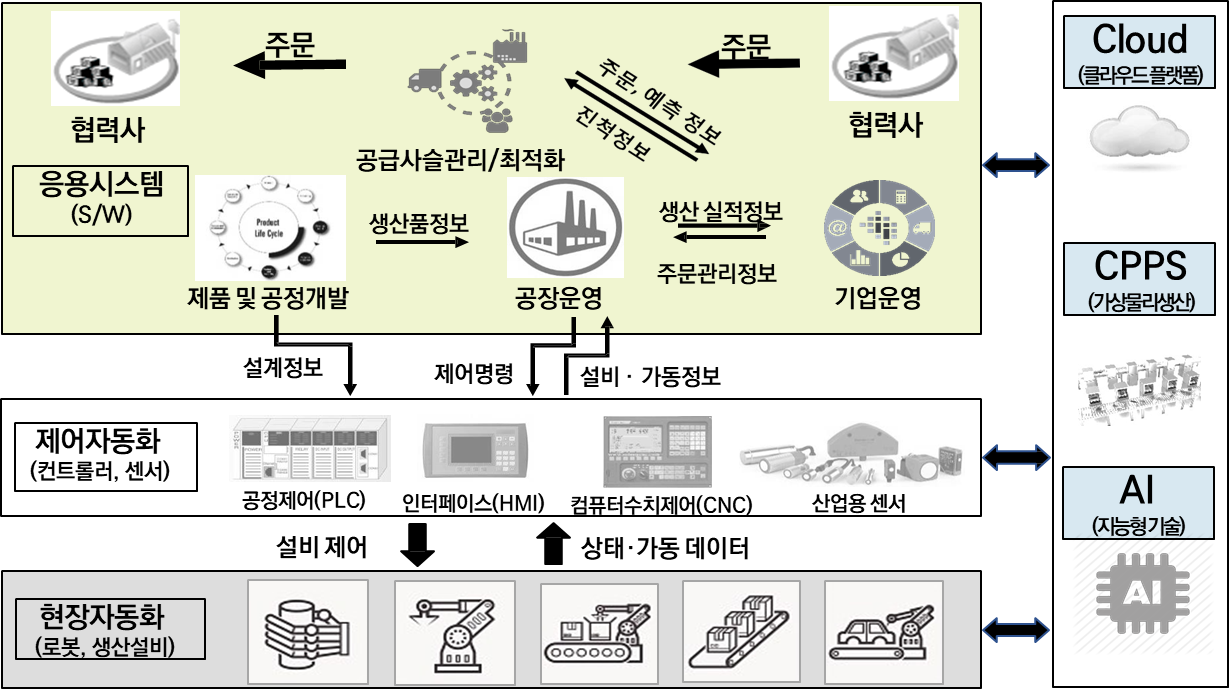 주문
주문
협력사
협력사
공급사슬관리/최적화
주문, 예측 정보
진척정보
응용시스템
(S/W)
Product
Life Cycle
생산품정보
생산 실적정보
주문관리정보
@
제품 및 공정개발
공장운영
기업운영
설계정보
제어명령
설비 · 가동정보
제어자동화
(컨트롤러, 센서)
공정제어(PLC)
인터페이스(HMI)
컴퓨터수치제어(CNC)
산업용 센서
설비 제어
상태·가동 데이터
현장자동화
(로봇, 생산설비)
Cloud
(클라우드 플랫폼)
CPPS
(가상물리생산)
AI
(지능형 기술)
AI